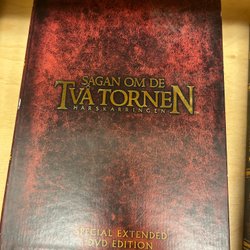 SAGAN OM DE
TVÅ TORNEN
HÄRSKARRINGEN
SPECIAL EXTENDED
DVD EDITION